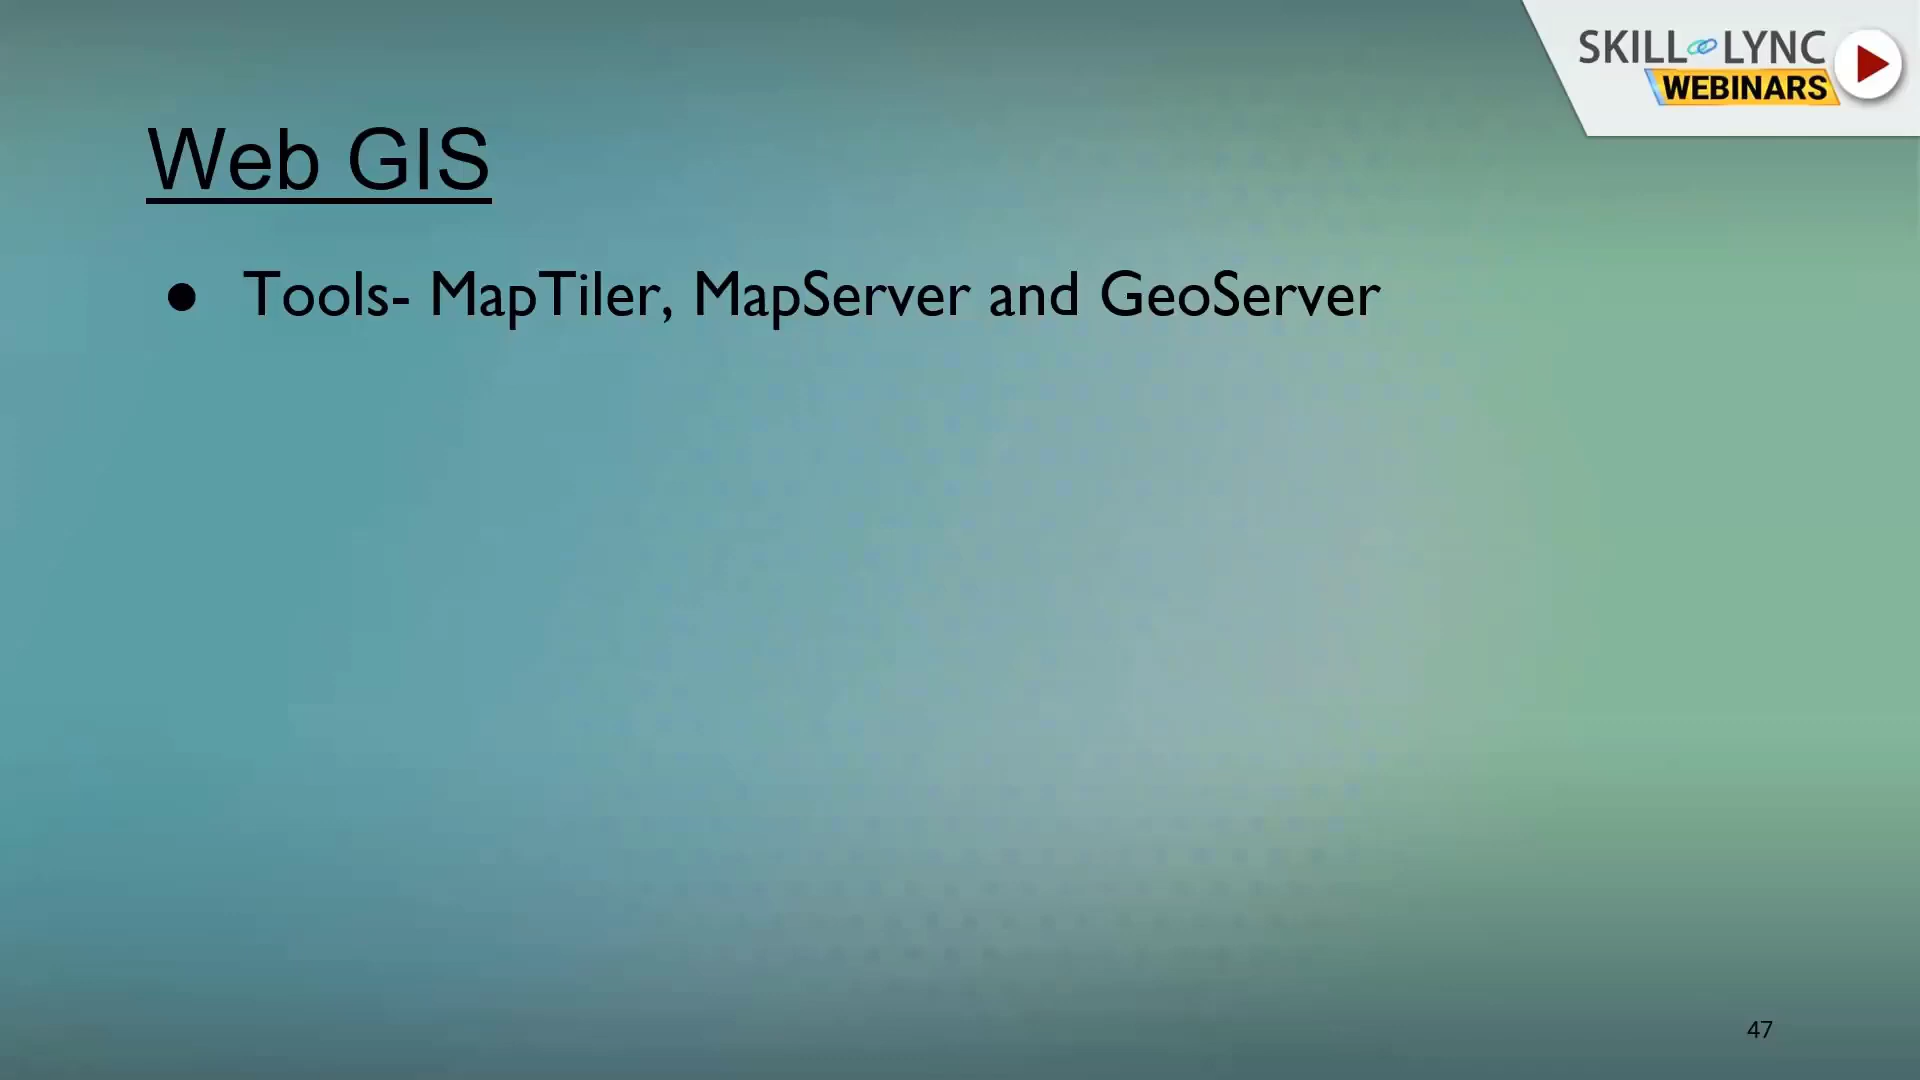 SKILL LYNC
WEBINARS
Web GIS
● Tools- MapTiler, MapServer and GeoServer
47